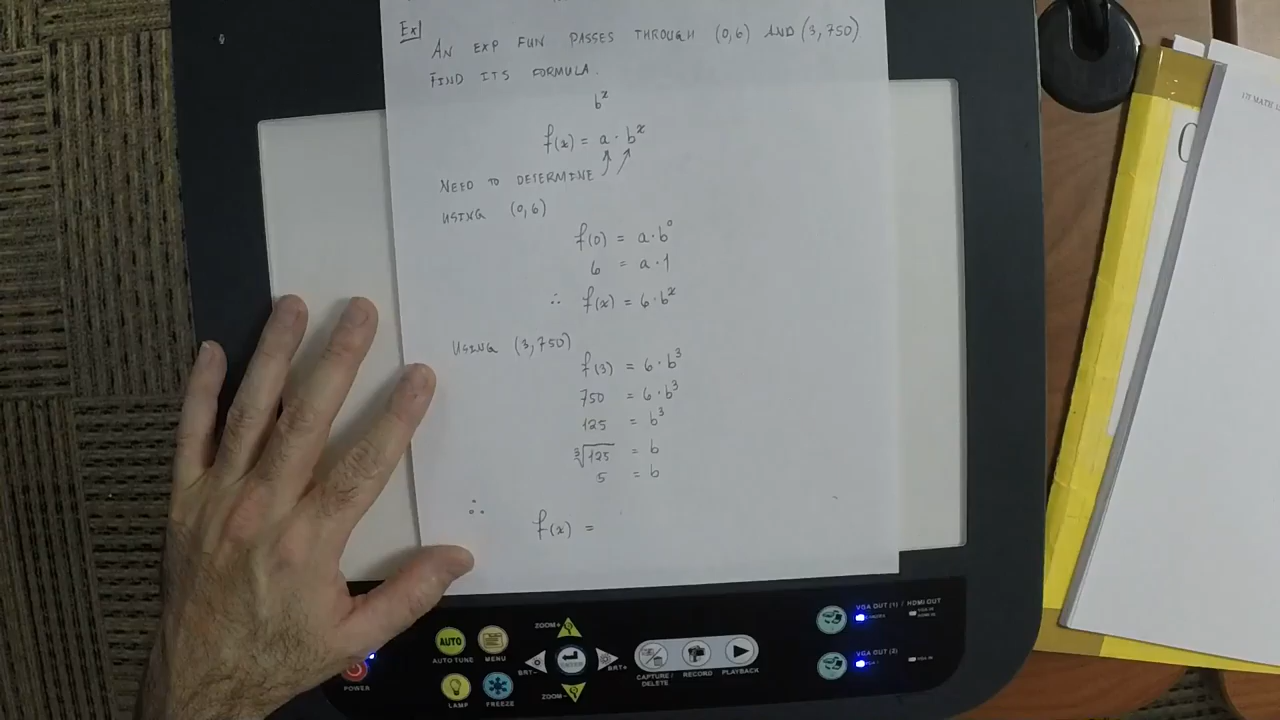 Ex
AN EXP FUN PASSES THROUGH (0,6) AND (3,750)
FIND ITS FORMULA.
b^x
f(x) = a · b^x
NEED TO DETERMINE
USING (0,6)
f(0) = a · b^0
6 = a · 1
∴ f(x) = 6 · b^x
USING (3,750)
f(3) = 6 · b^3
750 = 6 · b^3
125 = b^3
∛125 = b
5 = b
∴
f(x) =
ZOOM+
AUTO
AUTO TUNE
MENU
BRT-
BRT+
CAPTURE / DELETE
RECORD
PLAYBACK
POWER
LAMP
FREEZE
ZOOM-
VGA OUT (1) / HDMI OUT
VGA OUT (2)
VGA IN